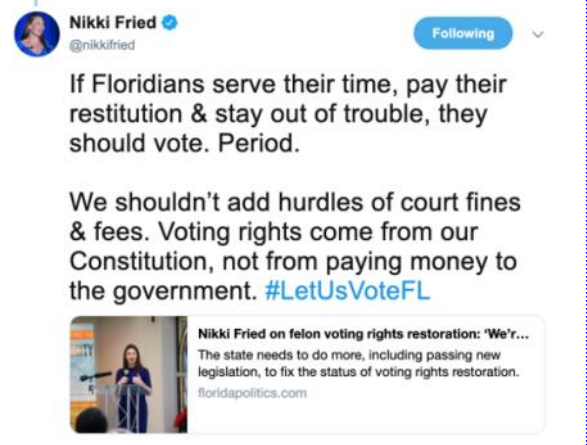 Nikki Fried
@nikkifried
Following
If Floridians serve their time, pay their
restitution & stay out of trouble, they
should vote. Period.
We shouldn’t add hurdles of court fines
& fees. Voting rights come from our
Constitution, not from paying money to
the government. #LetUsVoteFL
Nikki Fried on felon voting rights restoration: ‘We’r...
The state needs to do more, including passing new
legislation, to fix the status of voting rights restoration.
floridapolitics.com